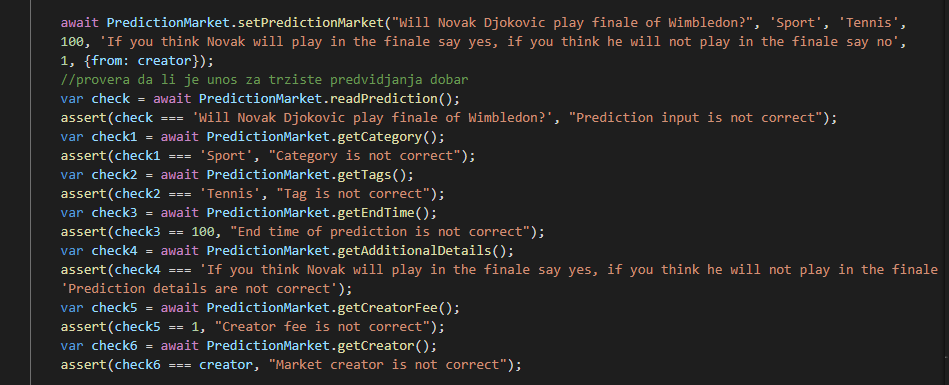 await PredictionMarket.setPredictionMarket("Will Novak Djokovic play finale of Wimbledon?", 'Sport', 'Tennis',
100, 'If you think Novak will play in the finale say yes, if you think he will not play in the finale say no',
1, {from: creator});
//provera da li je unos za trziste predvidjanja dobar
var check = await PredictionMarket.readPrediction();
assert(check === 'Will Novak Djokovic play finale of Wimbledon?', "Prediction input is not correct");
var check1 = await PredictionMarket.getCategory();
assert(check1 === 'Sport', "Category is not correct");
var check2 = await PredictionMarket.getTags();
assert(check2 === 'Tennis', "Tag is not correct");
var check3 = await PredictionMarket.getEndTime();
assert(check3 == 100, "End time of prediction is not correct");
var check4 = await PredictionMarket.getAdditionalDetails();
assert(check4 === 'If you think Novak will play in the finale say yes, if you think he will not play in the finale
'Prediction details are not correct');
var check5 = await PredictionMarket.getCreatorFee();
assert(check5 == 1, "Creator fee is not correct");
var check6 = await PredictionMarket.getCreator();
assert(check6 === creator, "Market creator is not correct");